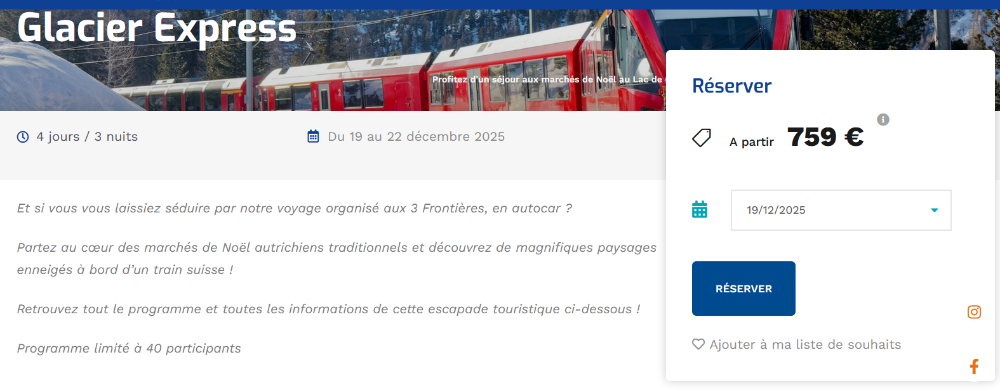 Glacier Express
Profitez d'un séjour aux marchés de Noël au Lac de
4 jours / 3 nuits
Du 19 au 22 décembre 2025
Et si vous vous laissiez séduire par notre voyage organisé aux 3 Frontières, en autocar ?
Partez au cœur des marchés de Noël autrichiens traditionnels et découvrez de magnifiques paysages
enneigés à bord d’un train suisse !
Retrouvez tout le programme et toutes les informations de cette escapade touristique ci-dessous !
Programme limité à 40 participants
Réserver
A partir 759 €
19/12/2025
RÉSERVER
Ajouter à ma liste de souhaits